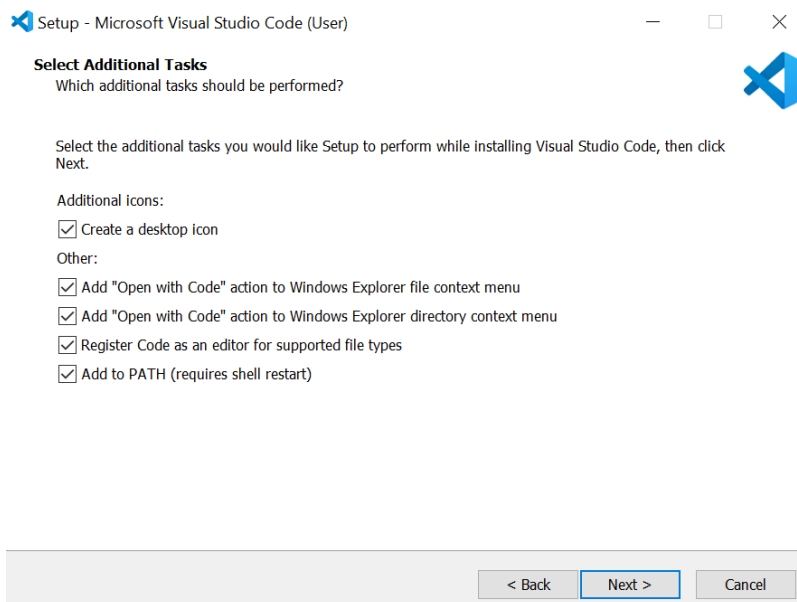 Setup - Microsoft Visual Studio Code (User)
Select Additional Tasks
Which additional tasks should be performed?
Select the additional tasks you would like Setup to perform while installing Visual Studio Code, then click
Next.
Additional icons:
Create a desktop icon
Other:
Add "Open with Code" action to Windows Explorer file context menu
Add "Open with Code" action to Windows Explorer directory context menu
Register Code as an editor for supported file types
Add to PATH (requires shell restart)
< Back Next > Cancel